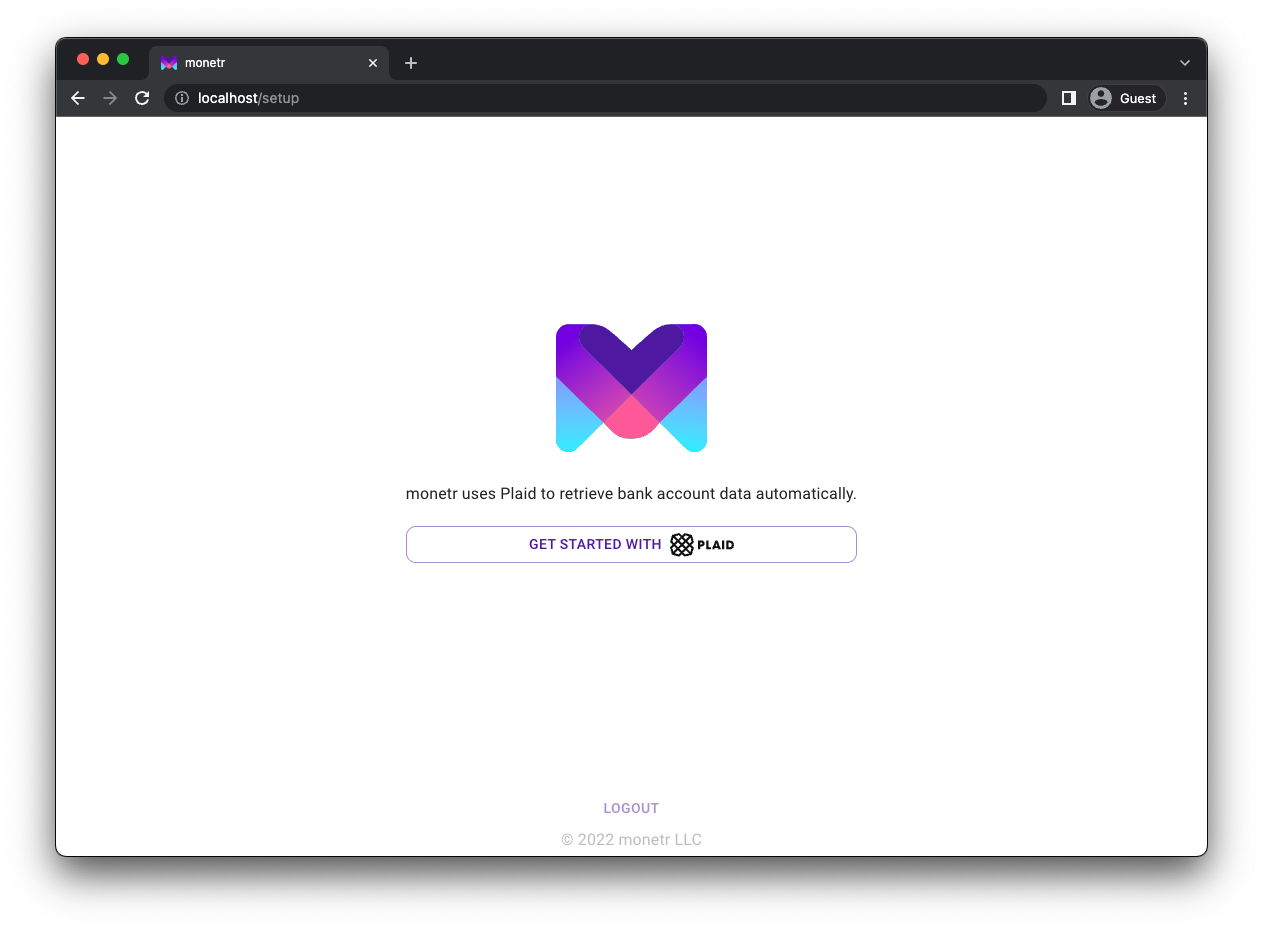 monetr
localhost/setup
Guest
monetr uses Plaid to retrieve bank account data automatically.
GET STARTED WITH PLAID
LOGOUT
© 2022 monetr LLC